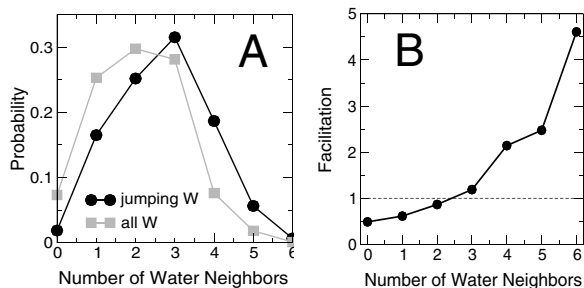 A
0.3
0.2
0.1
0
Probability
jumping W
all W
0 1 2 3 4 5 6
Number of Water Neighbors
B
5
4
3
2
1
0
Facilitation
0 1 2 3 4 5 6
Number of Water Neighbors